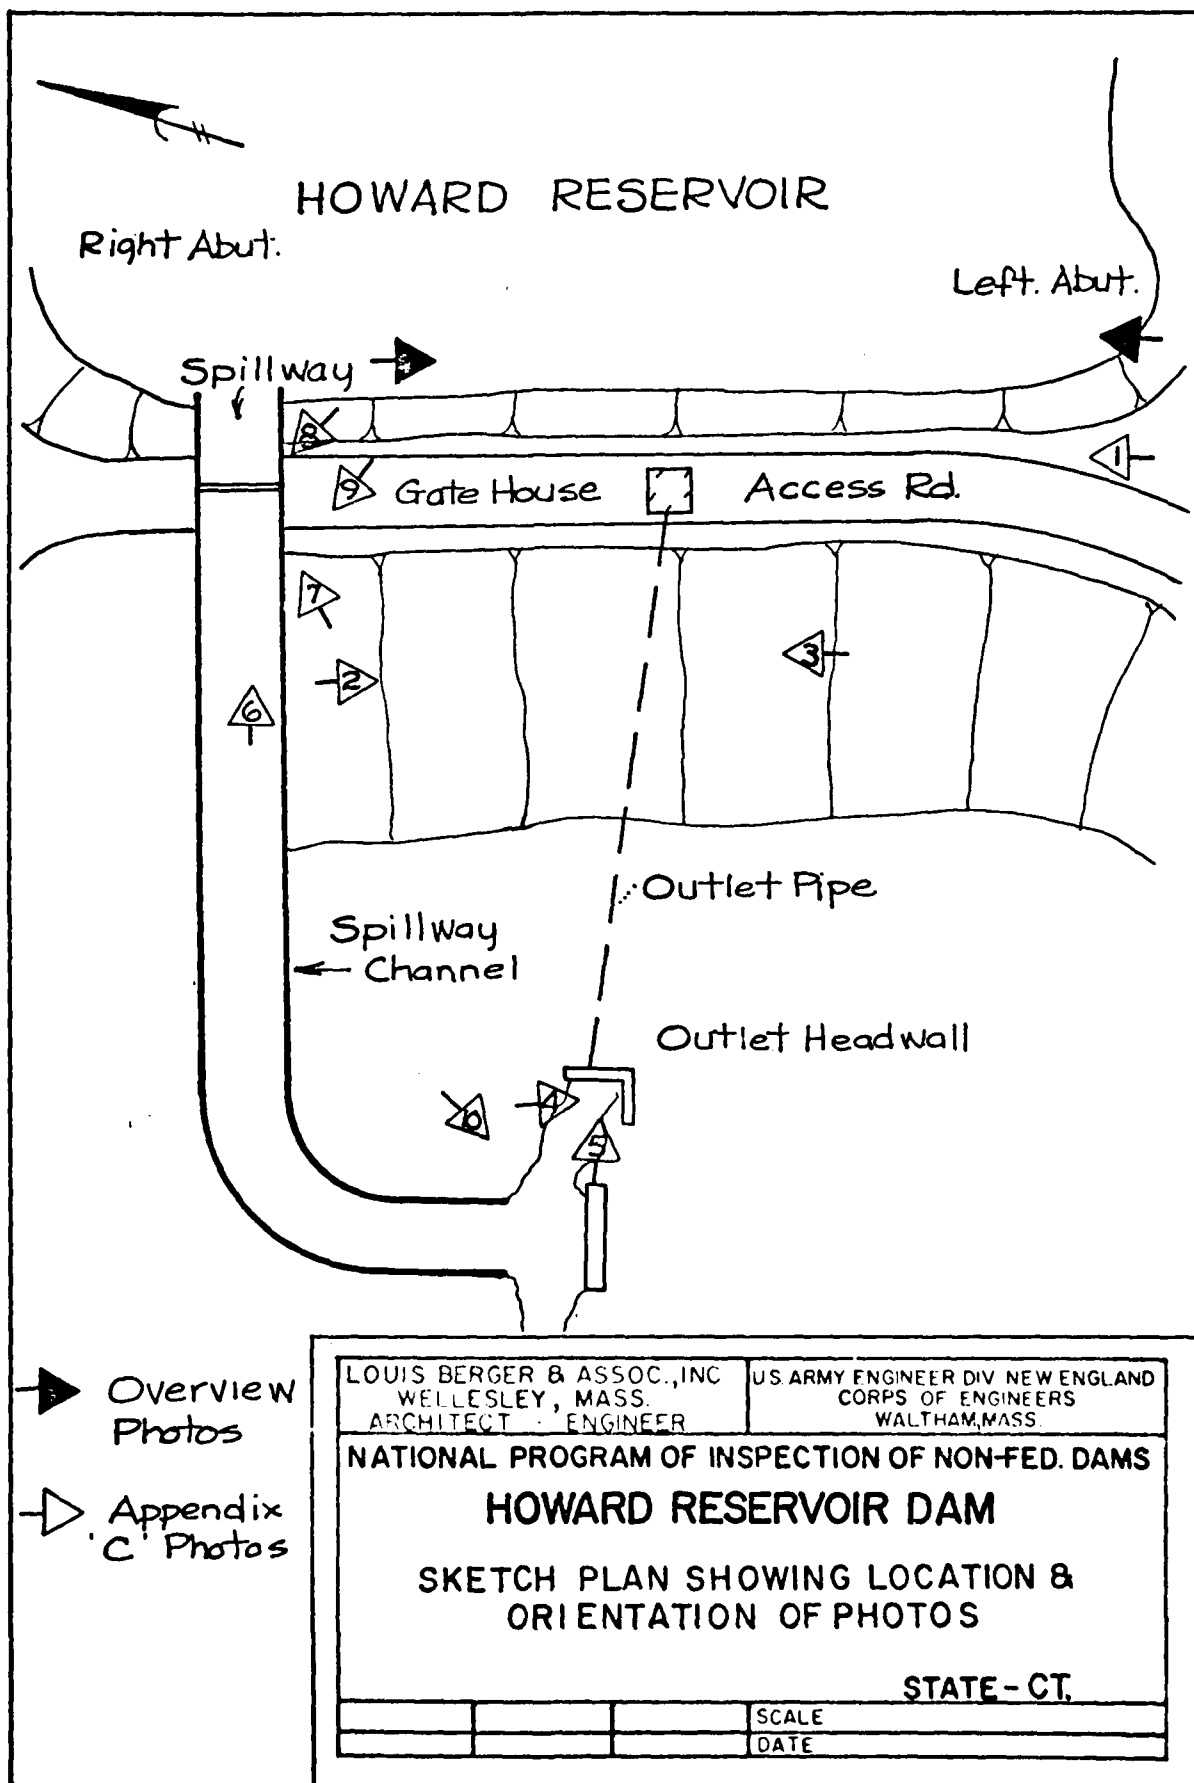 HOWARD RESERVOIR
Right Abut.
Left. Abut.
Spillway
8
1
9
Gate House
Access Rd.
7
3
2
6
Outlet Pipe
Spillway
Channel
Outlet Headwall
4
10
5
Overview
Photos
Appendix
'C' Photos
LOUIS BERGER & ASSOC., INC
WELLESLEY, MASS.
ARCHITECT · ENGINEER
U.S. ARMY ENGINEER DIV NEW ENGLAND
CORPS OF ENGINEERS
WALTHAM, MASS.
NATIONAL PROGRAM OF INSPECTION OF NON-FED. DAMS
HOWARD RESERVOIR DAM
SKETCH PLAN SHOWING LOCATION &
ORIENTATION OF PHOTOS
STATE - CT.
SCALE
DATE